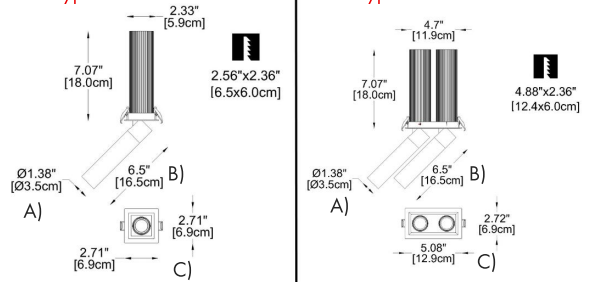 2.33"
[5.9cm]
7.07"
[18.0cm]
2.56"x2.36"
[6.5x6.0cm]
Ø1.38"
[Ø3.5cm]
6.5"
[16.5cm]
B)
A)
2.71"
[6.9cm]
2.71"
[6.9cm]
C)
4.7"
[11.9cm]
7.07"
[18.0cm]
4.88"x2.36"
[12.4x6.0cm]
Ø1.38"
[Ø3.5cm]
6.5"
[16.5cm]
B)
A)
2.72"
[6.9cm]
5.08"
[12.9cm]
C)